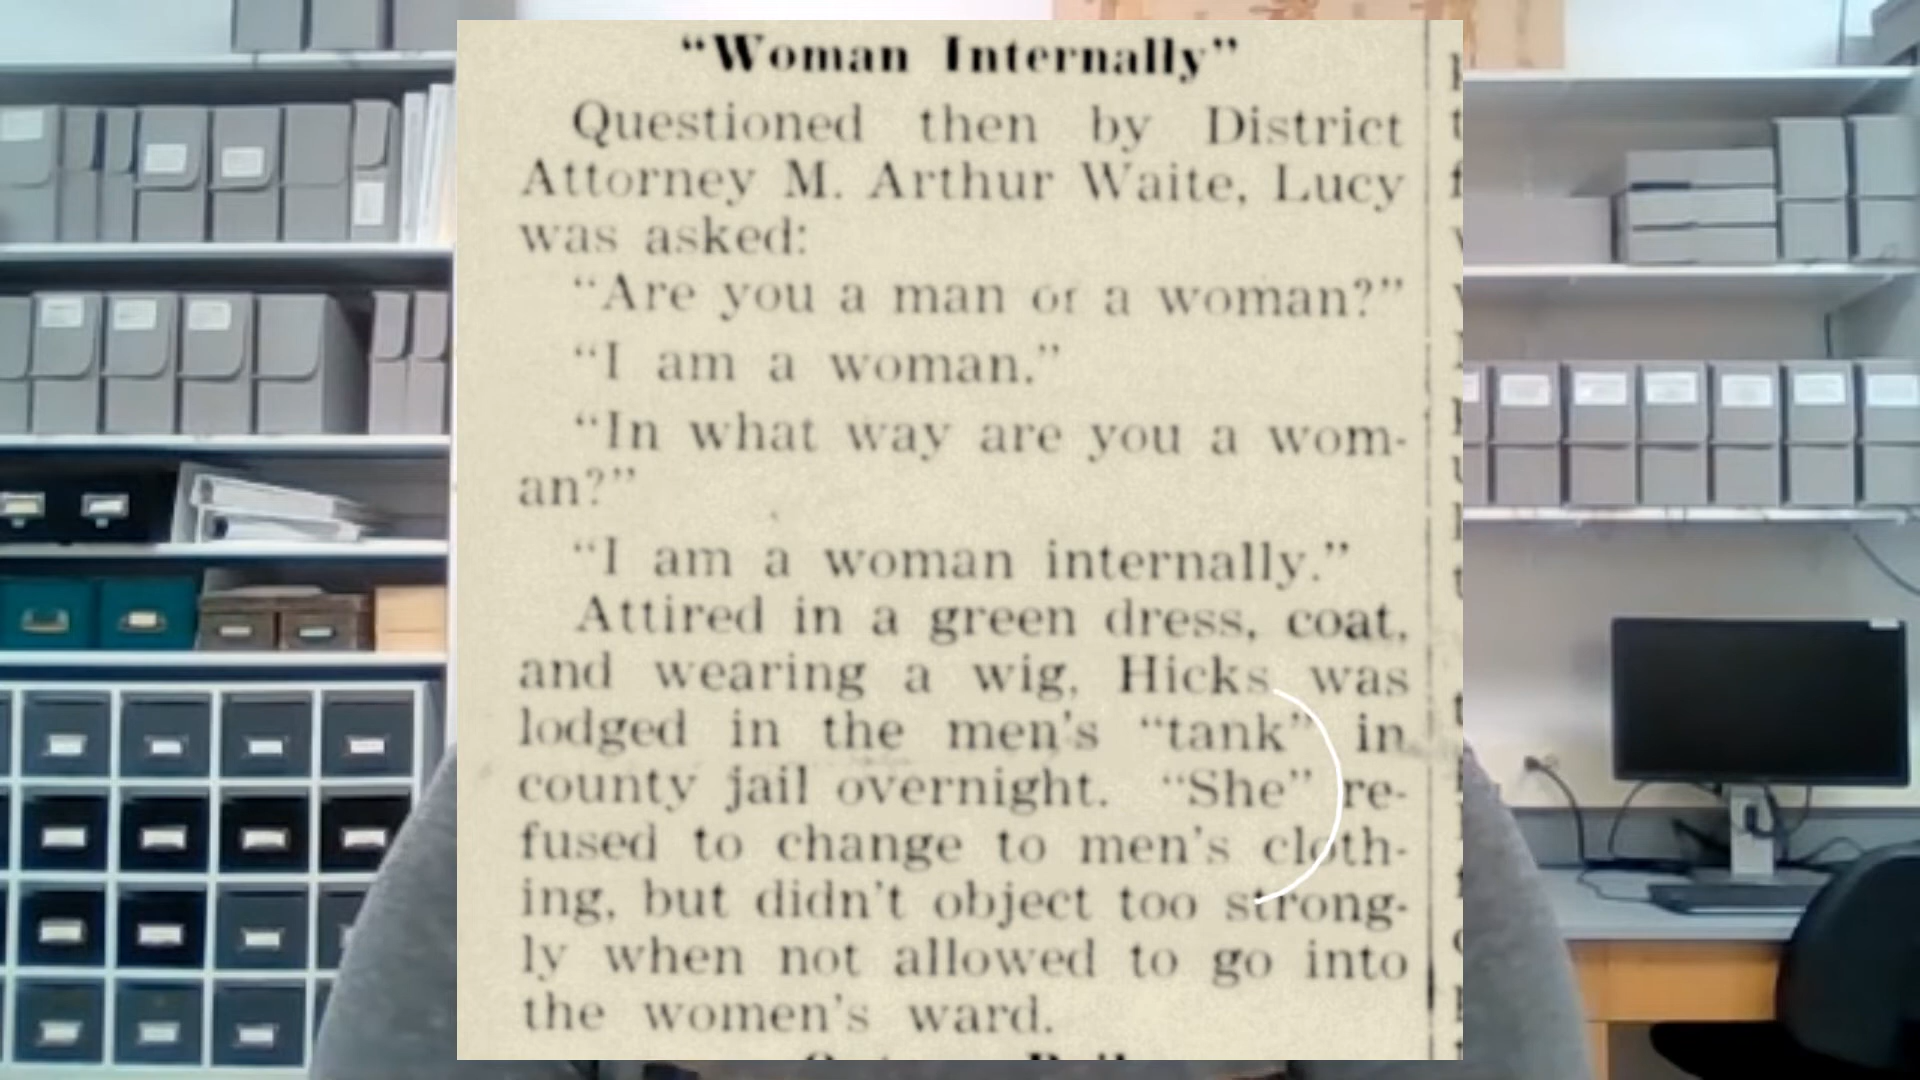 “Woman Internally”
Questioned then by District
Attorney M. Arthur Waite, Lucy
was asked:
“Are you a man or a woman?”
“I am a woman.”
“In what way are you a wom-
an?”
“I am a woman internally.”
Attired in a green dress, coat,
and wearing a wig, Hicks was
lodged in the men’s “tank” in
county jail overnight. “She” re-
fused to change to men’s cloth-
ing, but didn’t object too strong-
ly when not allowed to go into
the women’s ward.